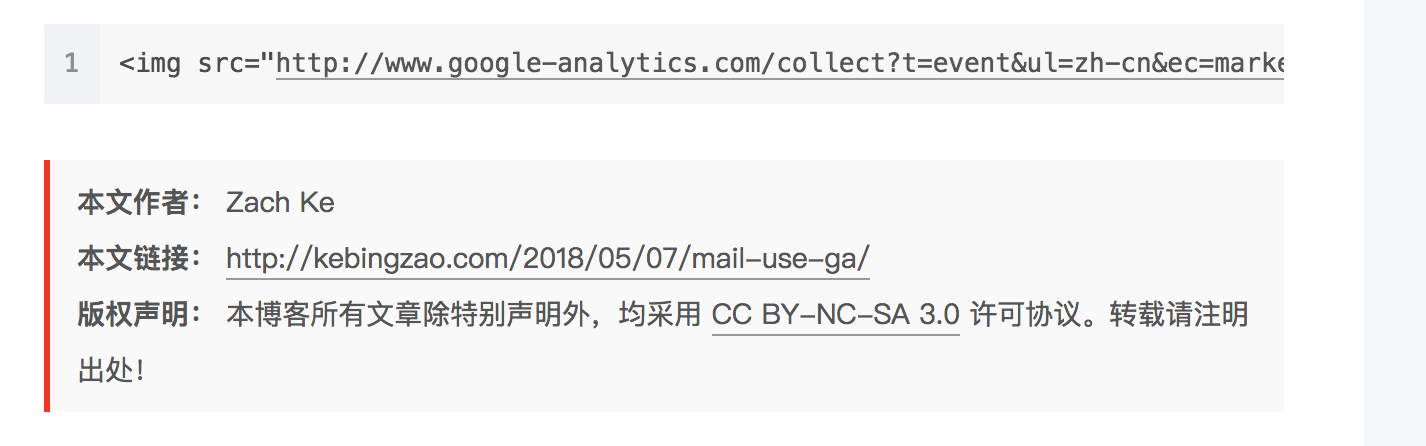 1 <img src="http://www.google-analytics.com/collect?t=event&ul=zh-cn&ec=marke
本文作者： Zach Ke
本文链接： http://kebingzao.com/2018/05/07/mail-use-ga/
版权声明： 本博客所有文章除特别声明外，均采用 CC BY-NC-SA 3.0 许可协议。转载请注明
出处！